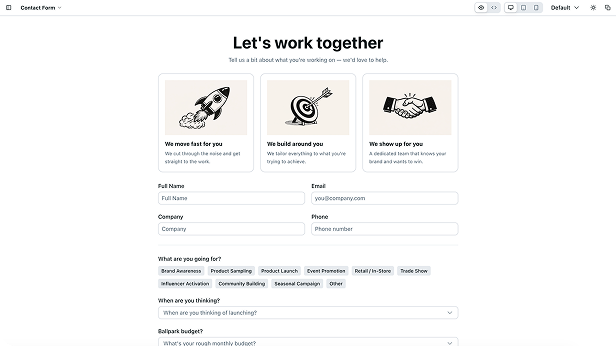 Contact Form
Default
Let's work together
Tell us a bit about what you're working on — we'd love to help.
We move fast for you
We cut through the noise and get
straight to the work.
We build around you
We tailor everything to what you're
trying to achieve.
We show up for you
A dedicated team that knows your
brand and wants to win.
Full Name
Email
Full Name
you@company.com
Company
Phone
Company
Phone number
What are you going for?
Brand Awareness
Product Sampling
Product Launch
Event Promotion
Retail / In-Store
Trade Show
Influencer Activation
Community Building
Seasonal Campaign
Other
When are you thinking?
When are you thinking of launching?
Ballpark budget?
What's your rough monthly budget?